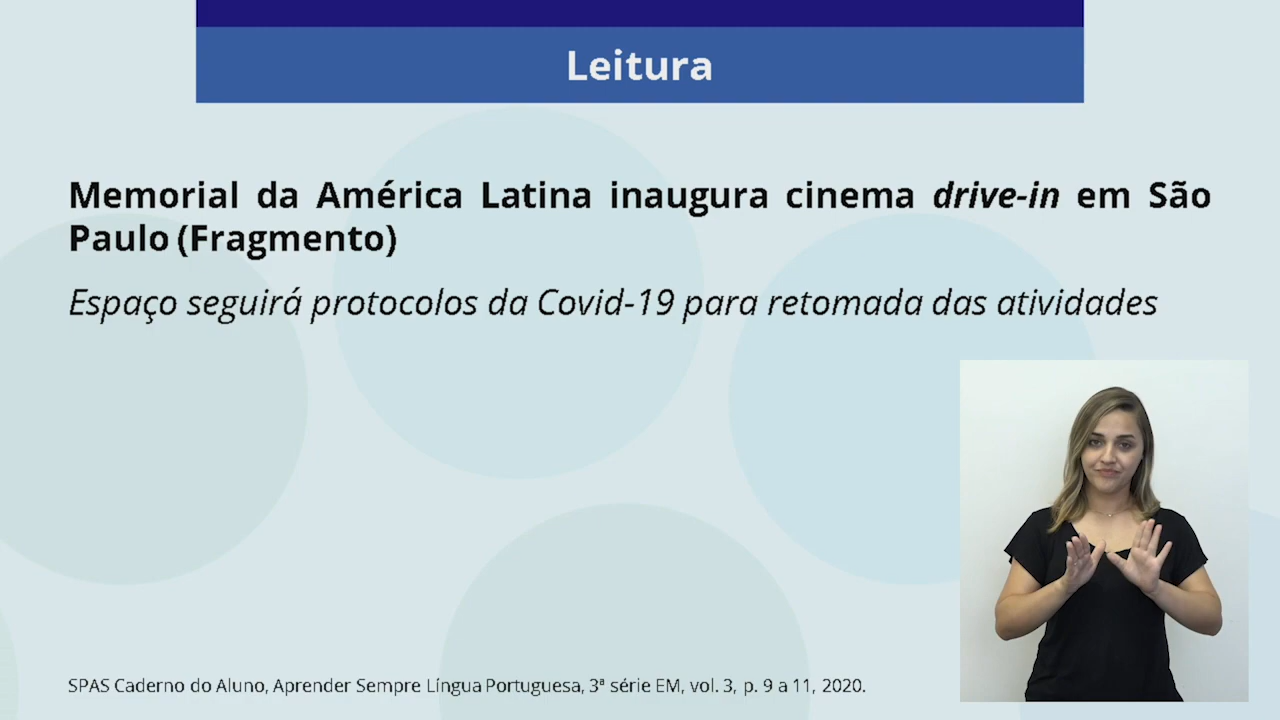 Leitura
Memorial da América Latina inaugura cinema drive-in em São
Paulo (Fragmento)
Espaço seguirá protocolos da Covid-19 para retomada das atividades
SPAS Caderno do Aluno, Aprender Sempre Língua Portuguesa, 3ª série EM, vol. 3, p. 9 a 11, 2020.